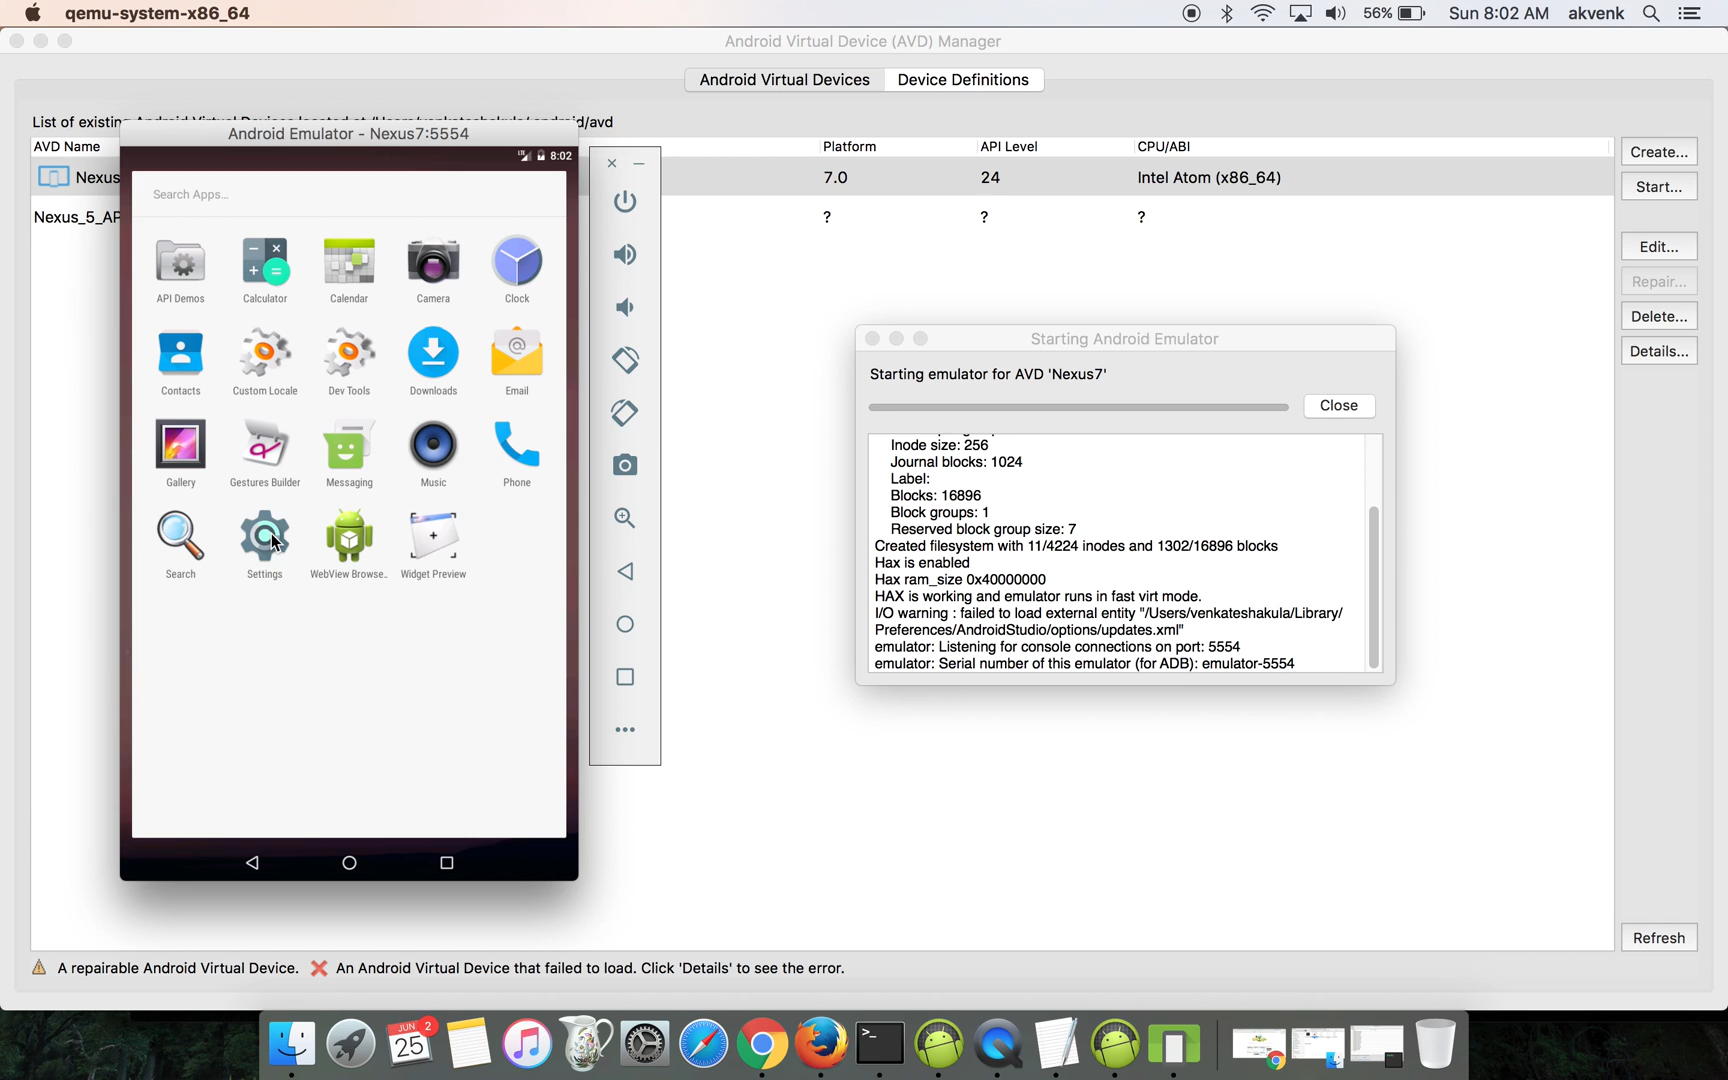 qemu-system-x86_64
56%
Sun 8:02 AM
akvenk
Android Virtual Device (AVD) Manager
Android Virtual Devices
Device Definitions
List of existing
d/avd
Android Emulator - Nexus7:5554
AVD Name
Platform
API Level
CPU/ABI
Create...
LTE
8:02
Nexus
7.0
24
Intel Atom (x86_64)
Start...
Search Apps...
Nexus_5_AP
?
?
?
Edit...
Repair...
Delete...
Details...
API Demos
Calculator
Calendar
Camera
Clock
Contacts
Custom Locale
Dev Tools
Downloads
Email
Gallery
Gestures Builder
Messaging
Music
Phone
Search
Settings
WebView Browse..
Widget Preview
Starting Android Emulator
Starting emulator for AVD 'Nexus7'
Close
Inode size: 256
Journal blocks: 1024
Label:
Blocks: 16896
Block groups: 1
Reserved block group size: 7
Created filesystem with 11/4224 inodes and 1302/16896 blocks
Hax is enabled
Hax ram_size 0x40000000
HAX is working and emulator runs in fast virt mode.
I/O warning : failed to load external entity "/Users/venkateshakula/Library/
Preferences/AndroidStudio/options/updates.xml"
emulator: Listening for console connections on port: 5554
emulator: Serial number of this emulator (for ADB): emulator-5554
Refresh
A repairable Android Virtual Device.
An Android Virtual Device that failed to load. Click 'Details' to see the error.
JUN
2
25